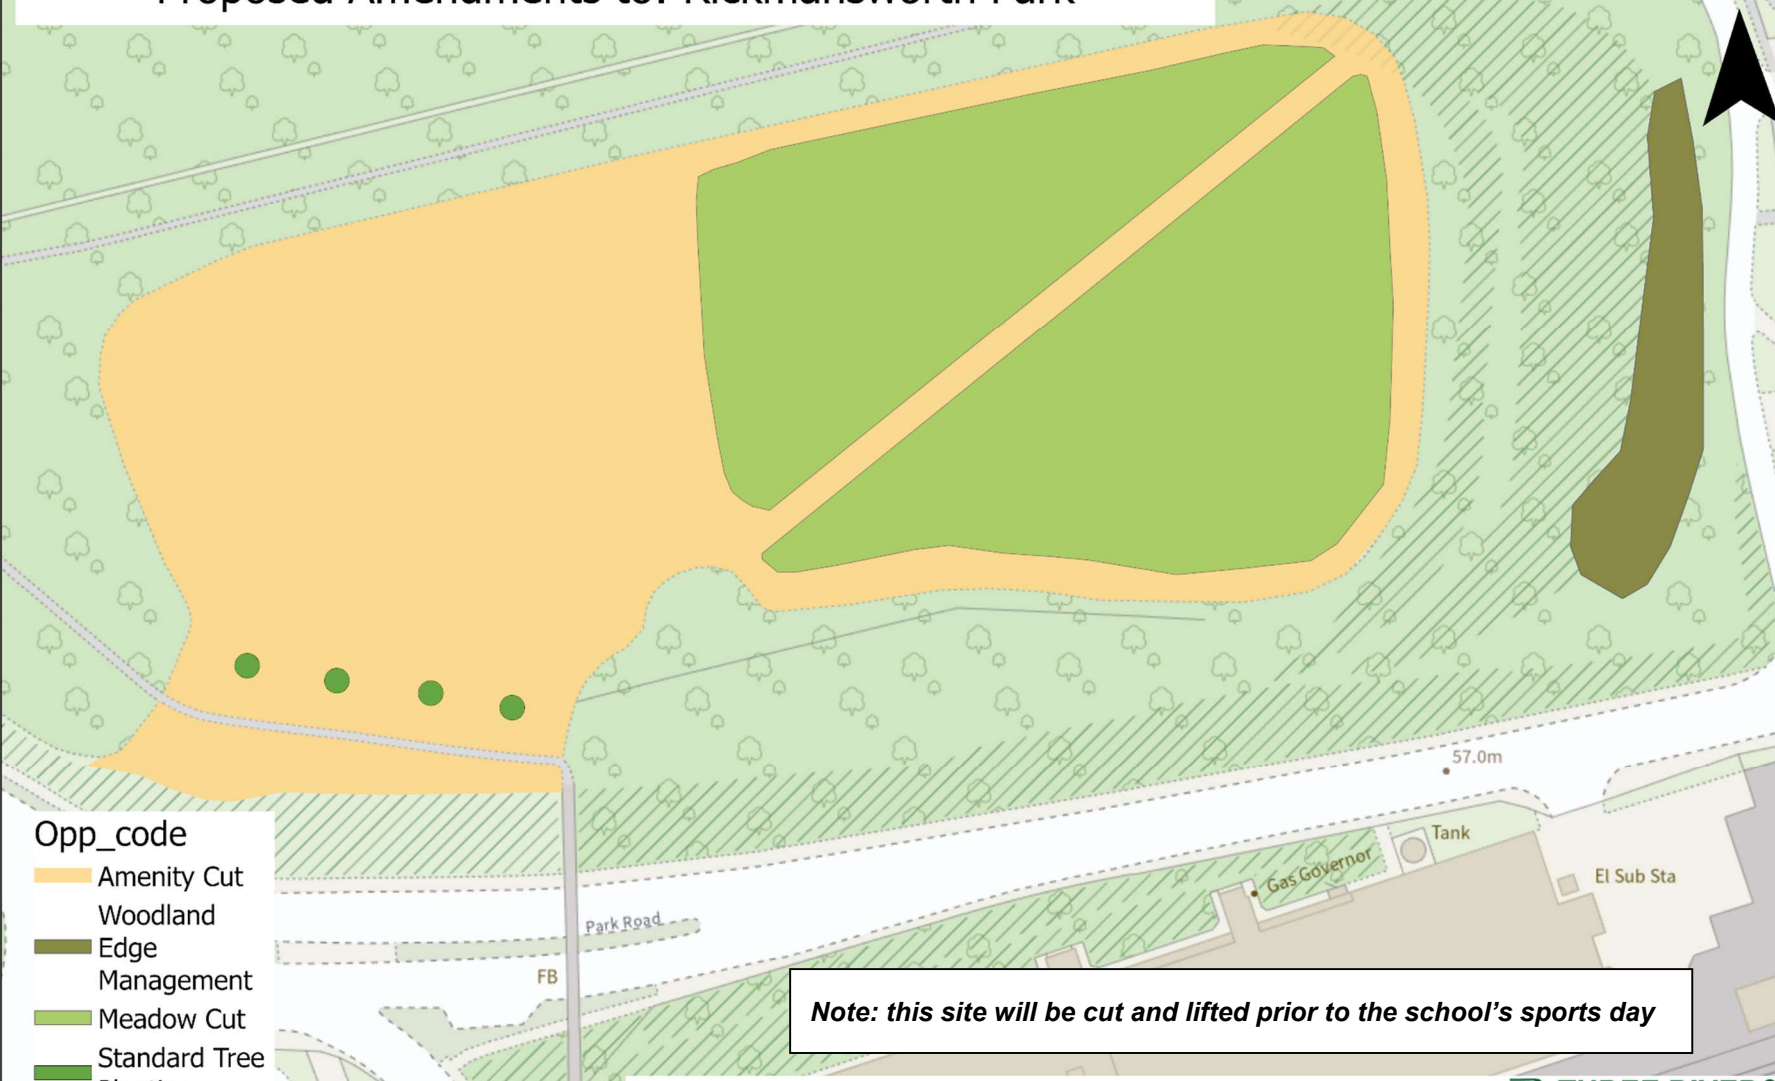 Proposed Amendments to: Rickmansworth Park
57.0m
Tank
Gas Governor
El Sub Sta
Park Road
FB
Opp_code
Amenity Cut
Woodland
Edge
Management
Meadow Cut
Standard Tree
Note: this site will be cut and lifted prior to the school's sports day
THREE RIVERS